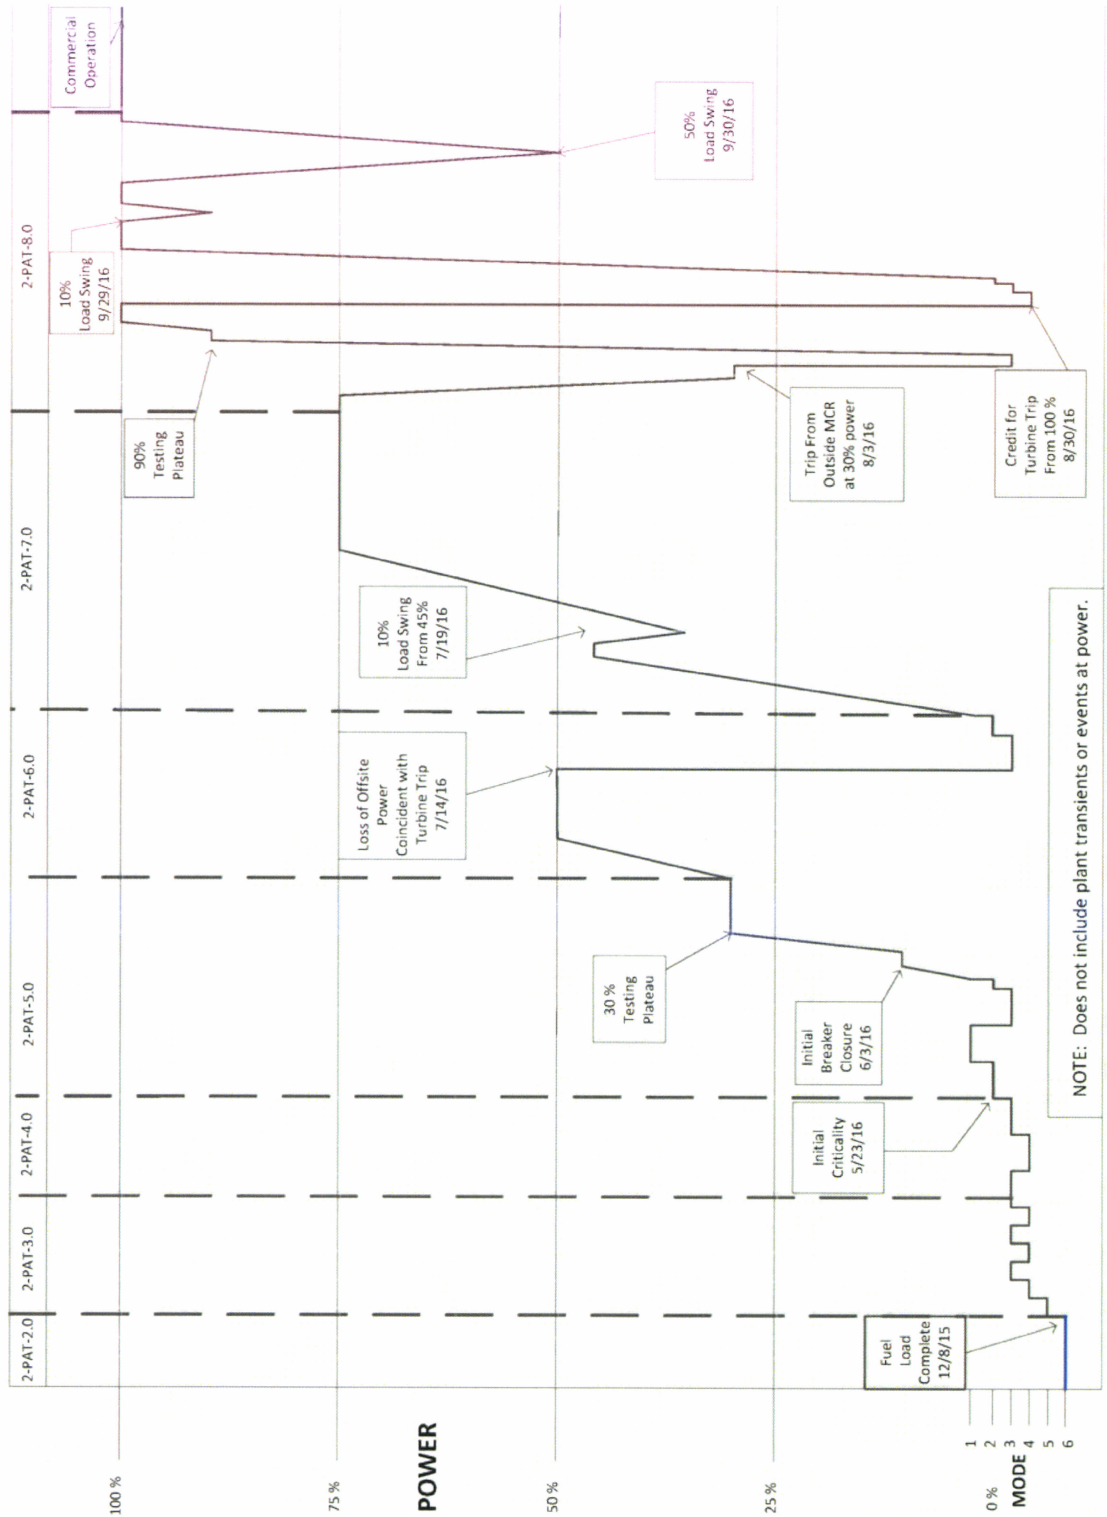 2-PAT-2.0
2-PAT-3.0
2-PAT-4.0
2-PAT-5.0
2-PAT-6.0
2-PAT-7.0
2-PAT-8.0
100 %
75 %
50 %
25 %
0 %
POWER
1
2
3
4
5
6
MODE
Fuel
Load
Complete
12/8/15
Initial
Criticality
5/23/16
Initial
Breaker
Closure
6/3/16
30 %
Testing
Plateau
Loss of Offsite
Power
Coincident with
Turbine Trip
7/14/16
10%
Load Swing
From 45%
7/19/16
90%
Testing
Plateau
Trip From
Outside MCR
at 30% power
8/3/16
Credit for
Turbine Trip
From 100 %
8/30/16
10%
Load Swing
9/29/16
50%
Load Swing
9/30/16
Commercial
Operation
NOTE: Does not include plant transients or events at power.